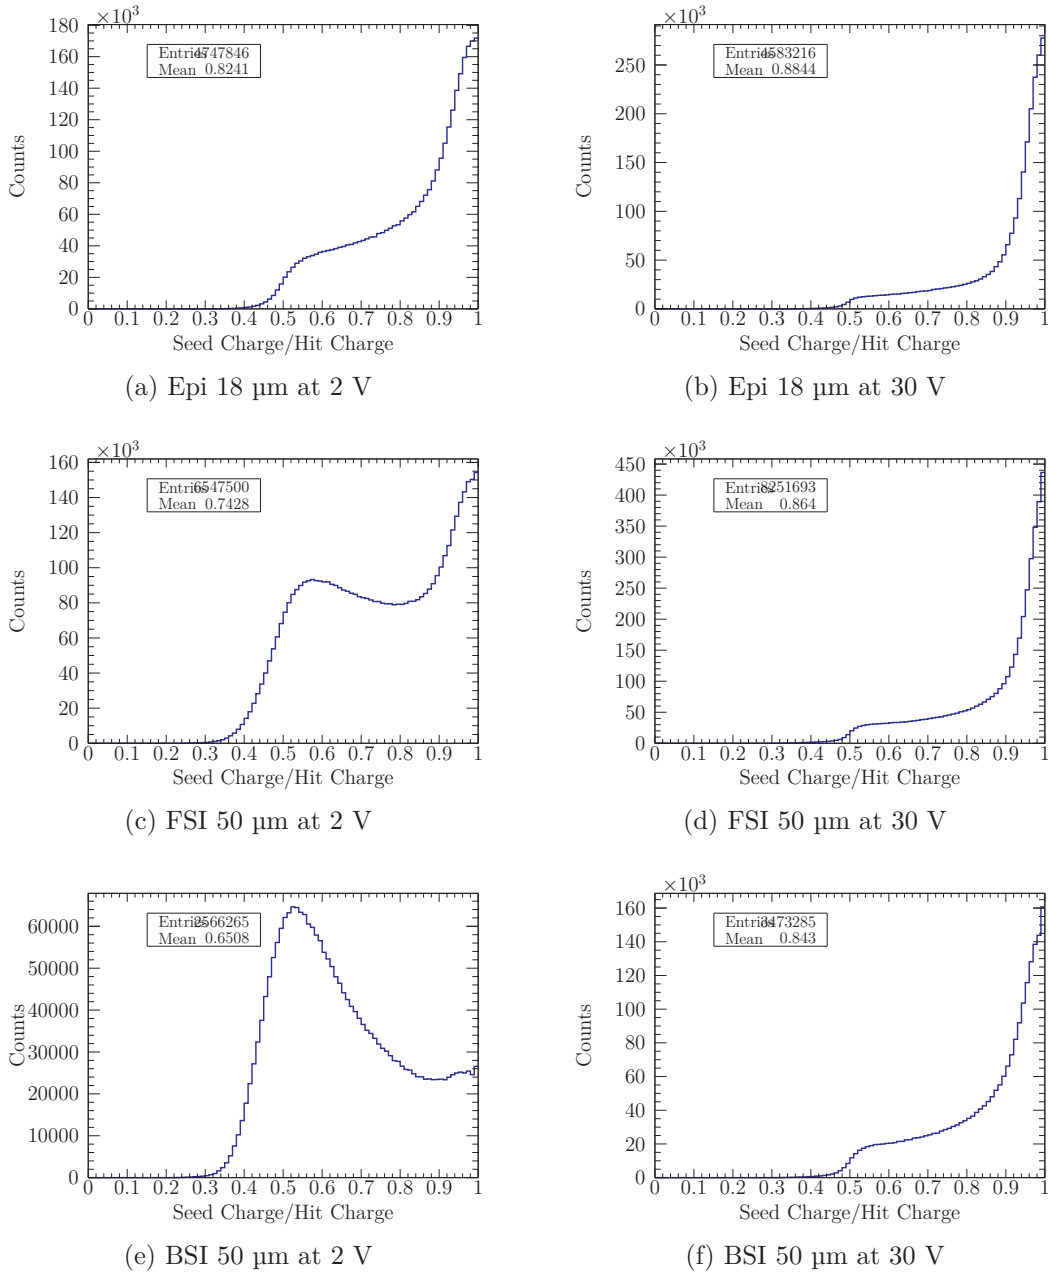 ×10³
180
160
140
120
100
80
60
40
20
0
Counts
Entries 4747846
Mean 0.8241
0 0.1 0.2 0.3 0.4 0.5 0.6 0.7 0.8 0.9 1
Seed Charge/Hit Charge
(a) Epi 18 µm at 2 V
×10³
250
200
150
100
50
0
Counts
Entries 4583216
Mean 0.8844
0 0.1 0.2 0.3 0.4 0.5 0.6 0.7 0.8 0.9 1
Seed Charge/Hit Charge
(b) Epi 18 µm at 30 V
×10³
160
140
120
100
80
60
40
20
0
Counts
Entries 6547500
Mean 0.7428
0 0.1 0.2 0.3 0.4 0.5 0.6 0.7 0.8 0.9 1
Seed Charge/Hit Charge
(c) FSI 50 µm at 2 V
×10³
450
400
350
300
250
200
150
100
50
0
Counts
Entries 8251693
Mean 0.864
0 0.1 0.2 0.3 0.4 0.5 0.6 0.7 0.8 0.9 1
Seed Charge/Hit Charge
(d) FSI 50 µm at 30 V
60000
50000
40000
30000
20000
10000
0
Counts
Entries 2566265
Mean 0.6508
0 0.1 0.2 0.3 0.4 0.5 0.6 0.7 0.8 0.9 1
Seed Charge/Hit Charge
(e) BSI 50 µm at 2 V
×10³
160
140
120
100
80
60
40
20
0
Counts
Entries 3473285
Mean 0.843
0 0.1 0.2 0.3 0.4 0.5 0.6 0.7 0.8 0.9 1
Seed Charge/Hit Charge
(f) BSI 50 µm at 30 V